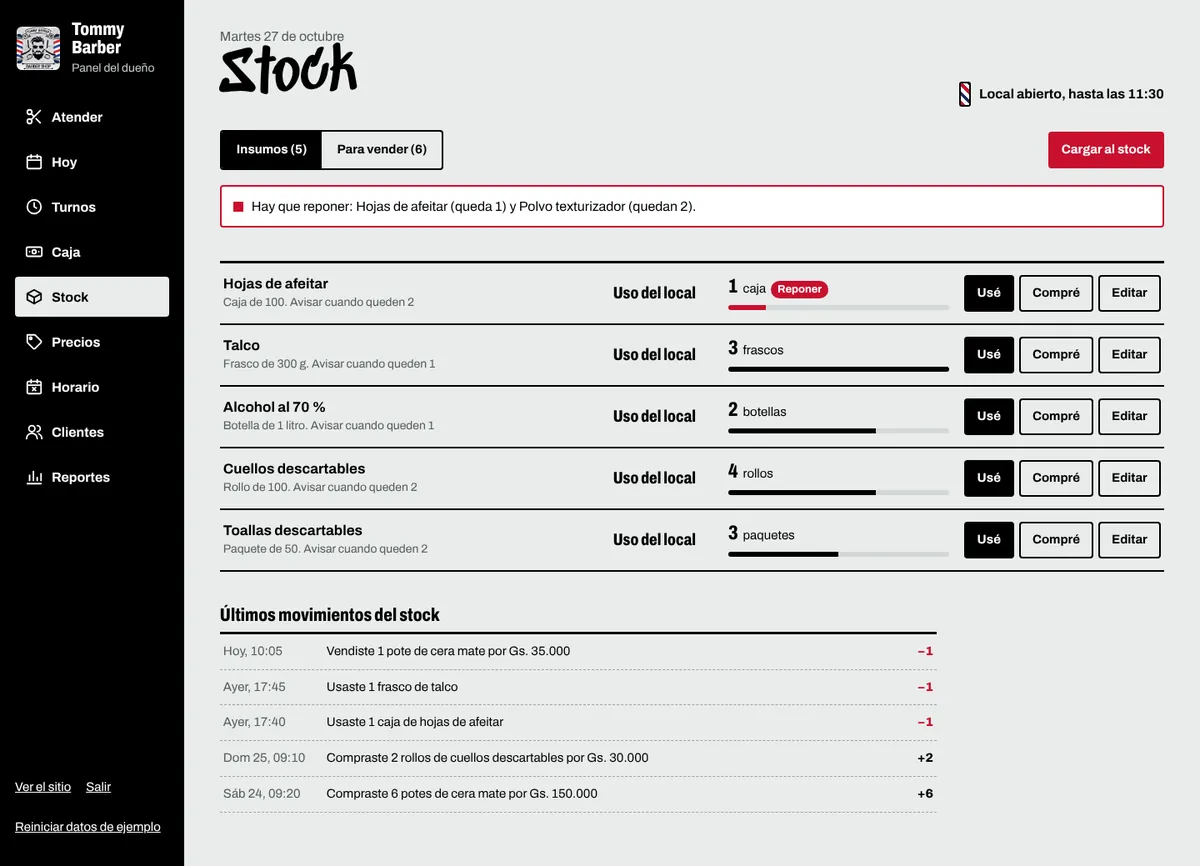 Tommy
Barber
Panel del dueño
Atender
Hoy
Turnos
Caja
Stock
Precios
Horario
Clientes
Reportes
Ver el sitio Salir
Reiniciar datos de ejemplo
Martes 27 de octubre
Stock
Local abierto, hasta las 11:30
Insumos (5) Para vender (6) Cargar al stock
Hay que reponer: Hojas de afeitar (queda 1) y Polvo texturizador (quedan 2).
Hojas de afeitar
Caja de 100. Avisar cuando queden 2
Uso del local
1 caja Reponer
Usé Compré Editar
Talco
Frasco de 300 g. Avisar cuando queden 1
Uso del local
3 frascos
Usé Compré Editar
Alcohol al 70 %
Botella de 1 litro. Avisar cuando queden 1
Uso del local
2 botellas
Usé Compré Editar
Cuellos descartables
Rollo de 100. Avisar cuando queden 2
Uso del local
4 rollos
Usé Compré Editar
Toallas descartables
Paquete de 50. Avisar cuando queden 2
Uso del local
3 paquetes
Usé Compré Editar
Últimos movimientos del stock
Hoy, 10:05 Vendiste 1 pote de cera mate por Gs. 35.000 −1
Ayer, 17:45 Usaste 1 frasco de talco −1
Ayer, 17:40 Usaste 1 caja de hojas de afeitar −1
Dom 25, 09:10 Compraste 2 rollos de cuellos descartables por Gs. 30.000 +2
Sáb 24, 09:20 Compraste 6 potes de cera mate por Gs. 150.000 +6